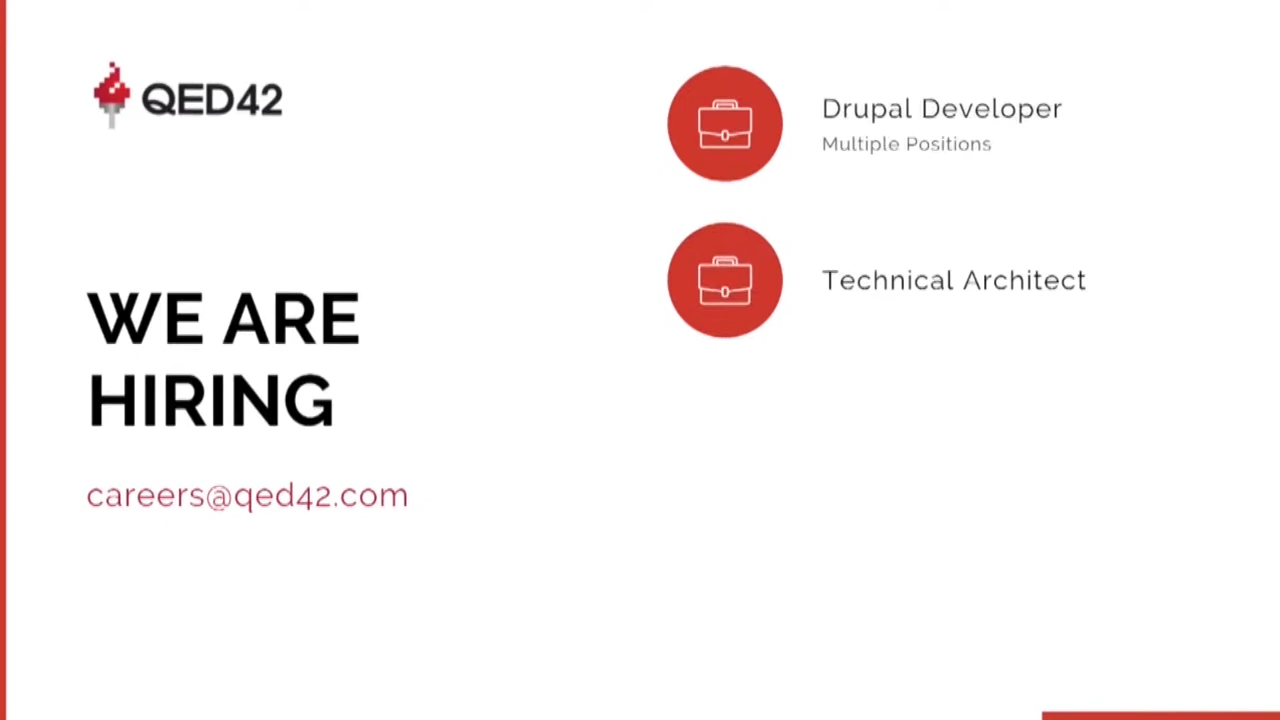 QED42
WE ARE
HIRING
careers@qed42.com
Drupal Developer
Multiple Positions
Technical Architect